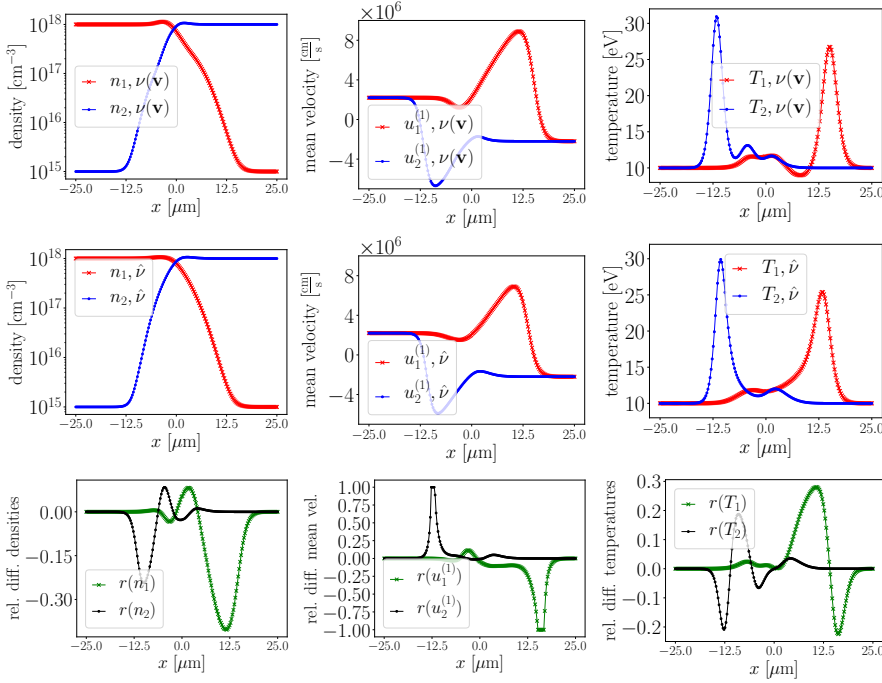 ×10⁶
10¹⁸
10¹⁷
10¹⁶
10¹⁵
density [cm⁻³]
n₁, ν(v)
n₂, ν(v)
−25.0 −12.5 0.0 12.5 25.0
x [μm]
8
4
0
−4
mean velocity [cm/s]
u₁⁽¹⁾, ν(v)
u₂⁽¹⁾, ν(v)
−25.0 −12.5 0.0 12.5 25.0
x [μm]
30
25
20
15
10
temperature [eV]
T₁, ν(v)
T₂, ν(v)
−25.0 −12.5 0.0 12.5 25.0
x [μm]
10¹⁸
10¹⁷
10¹⁶
10¹⁵
density [cm⁻³]
n₁, ν̂
n₂, ν̂
−25.0 −12.5 0.0 12.5 25.0
x [μm]
×10⁶
8
4
0
−4
mean velocity [cm/s]
u₁⁽¹⁾, ν̂
u₂⁽¹⁾, ν̂
−25.0 −12.5 0.0 12.5 25.0
x [μm]
30
25
20
15
10
temperature [eV]
T₁, ν̂
T₂, ν̂
−25.0 −12.5 0.0 12.5 25.0
x [μm]
0.00
−0.15
−0.30
rel. diff. densitites
r(n₁)
r(n₂)
−25.0 −12.5 0.0 12.5 25.0
x [μm]
1.00
0.75
0.50
0.25
0.00
−0.25
−0.50
−0.75
−1.00
rel. diff. mean vel.
r(u₁⁽¹⁾)
r(u₂⁽¹⁾)
−25.0 −12.5 0.0 12.5 25.0
x [μm]
0.3
0.2
0.1
0.0
−0.1
−0.2
rel. diff. temperatures
r(T₁)
r(T₂)
−25.0 −12.5 0.0 12.5 25.0
x [μm]